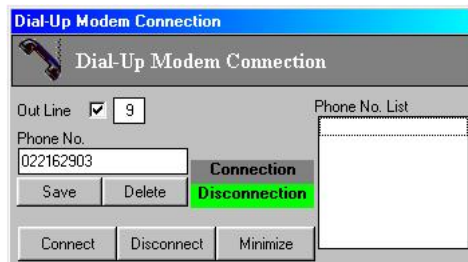 Dial-Up Modem Connection
Dial-Up Modem Connection
Out Line 9
Phone No. List
Phone No.
022162903
Connection
Save Delete Disconnection
Connect Disconnect Minimize